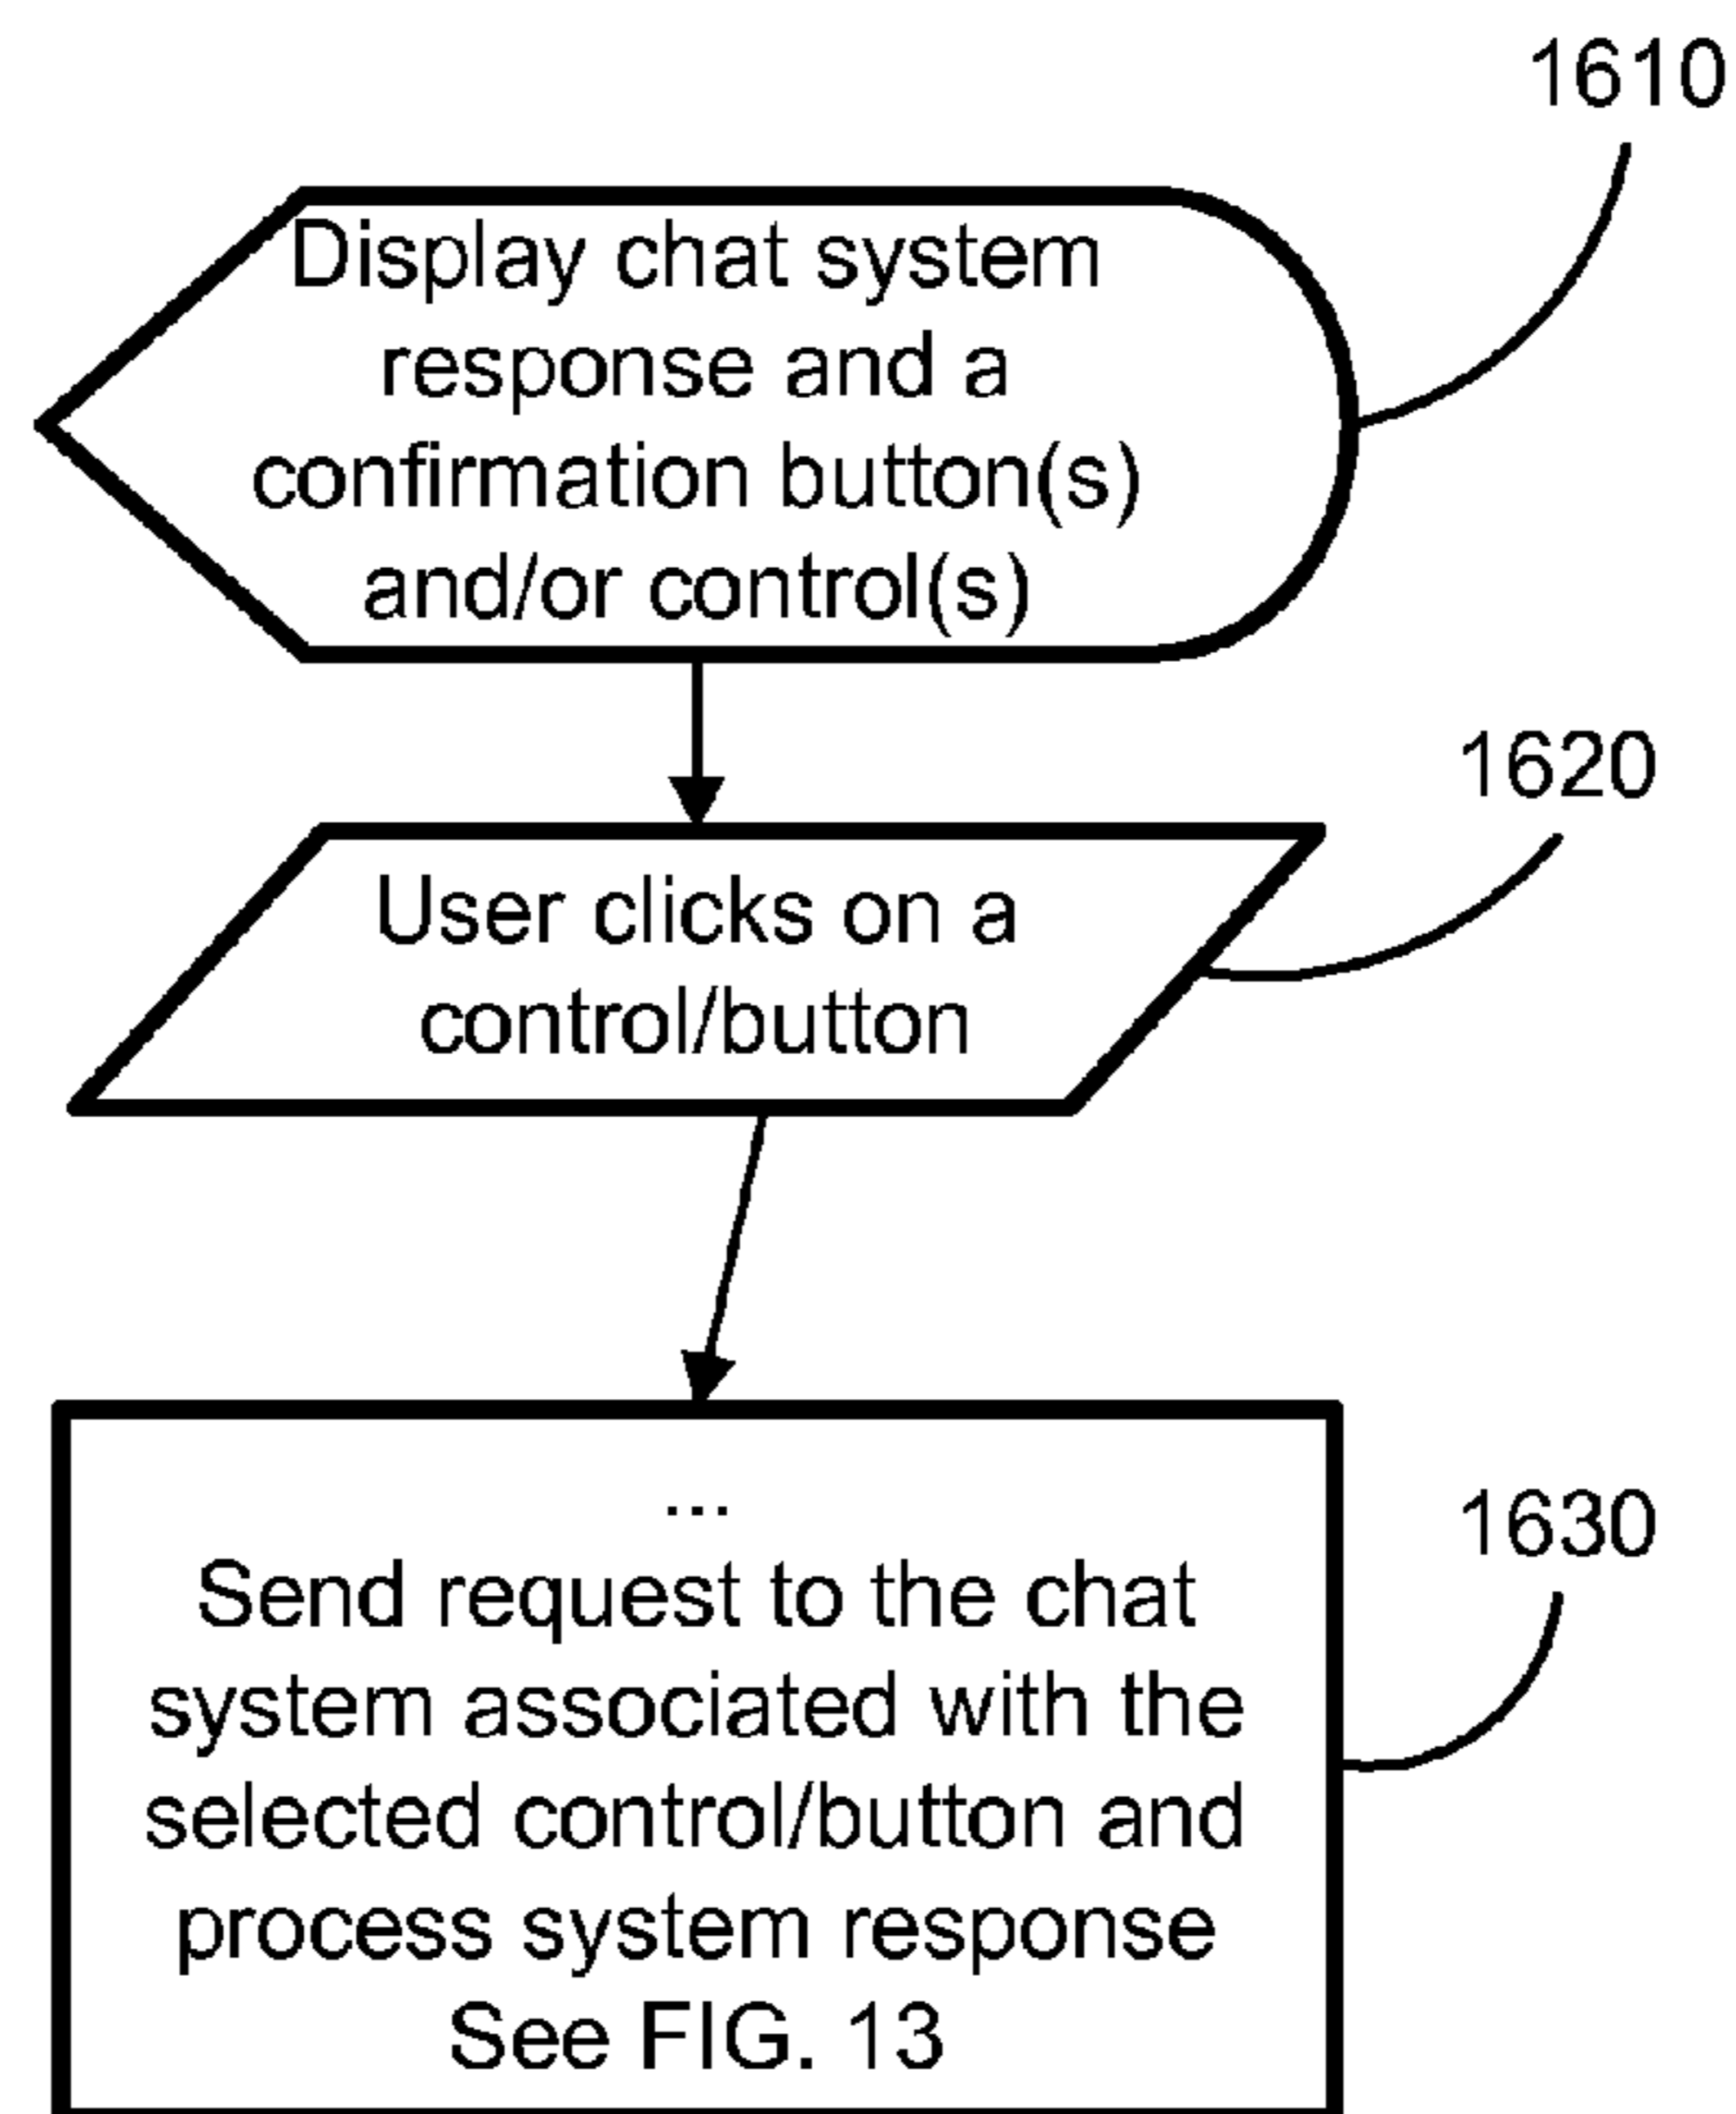 1610
Display chat system
response and a
confirmation button(s)
and/or control(s)
1620
User clicks on a
control/button
...
1630
Send request to the chat
system associated with the
selected control/button and
process system response
See FIG. 13